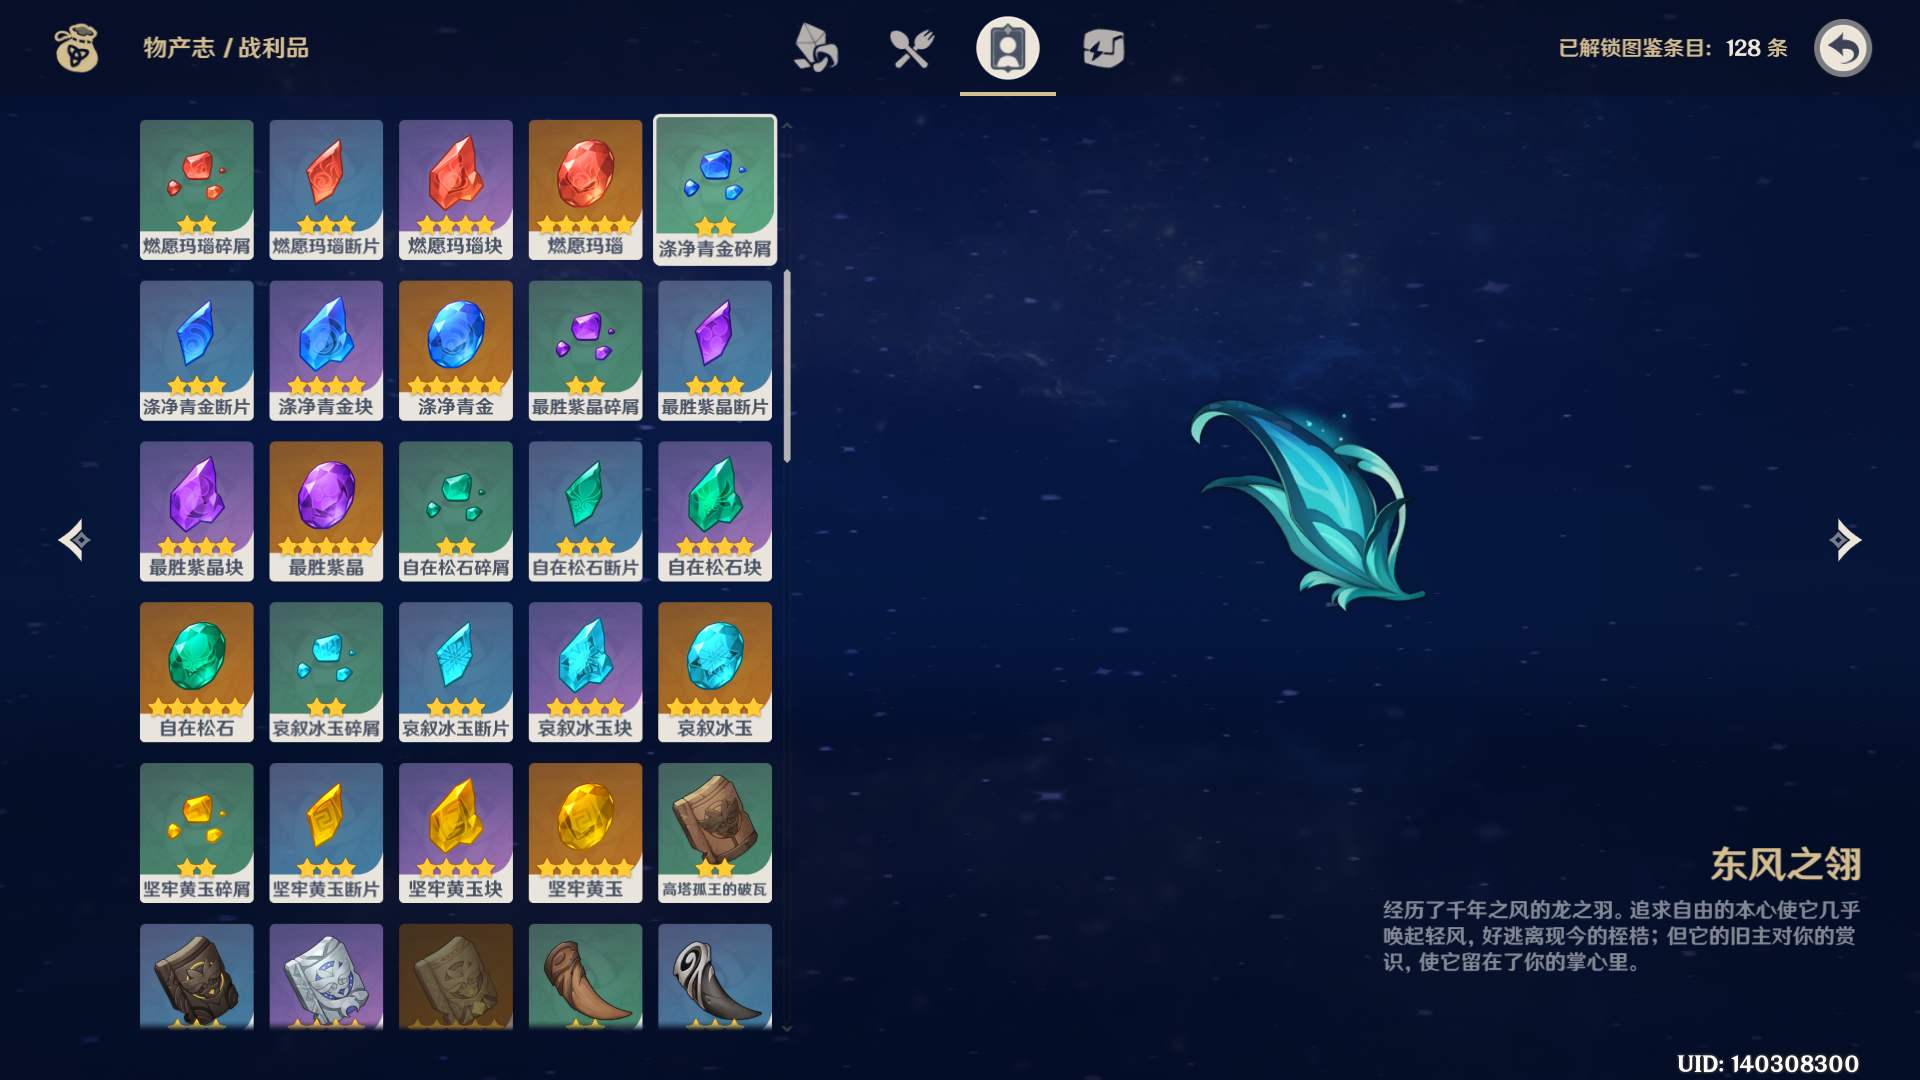 物产志 / 战利品
已解锁图鉴条目: 128 条
燃愿玛瑙碎屑
燃愿玛瑙断片
燃愿玛瑙块
燃愿玛瑙
涤净青金碎屑
涤净青金断片
涤净青金块
涤净青金
最胜紫晶碎屑
最胜紫晶断片
最胜紫晶块
最胜紫晶
自在松石碎屑
自在松石断片
自在松石块
自在松石
哀叙冰玉碎屑
哀叙冰玉断片
哀叙冰玉块
哀叙冰玉
坚牢黄玉碎屑
坚牢黄玉断片
坚牢黄玉块
坚牢黄玉
高塔孤王的破瓦
东风之翎
经历了千年之风的龙之羽。追求自由的本心使它几乎
唤起轻风, 好逃离现今的桎梏; 但它的旧主对你的赏
识, 使它留在了你的掌心里。
UID: 140308300